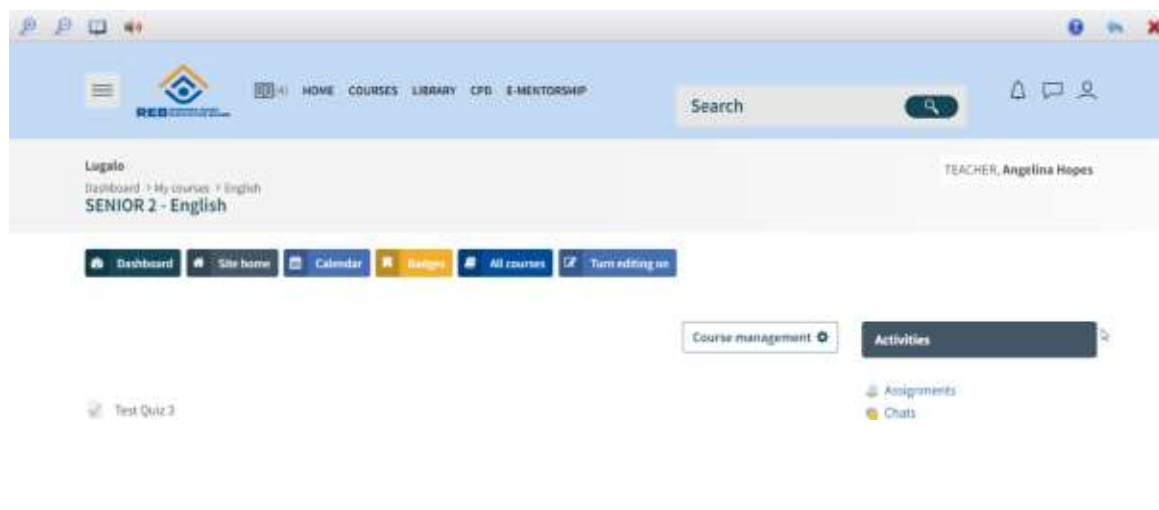 REB
HOME COURSES LIBRARY CPD E-MENTORSHIP
Search
Lugalo
TEACHER, Angelina Hopes
Dashboard > My courses > English
SENIOR 2 - English
Dashboard Site home Calendar Badges All courses Turn editing on
Course management
Activities
Assignments
Test Quiz 3
Chats